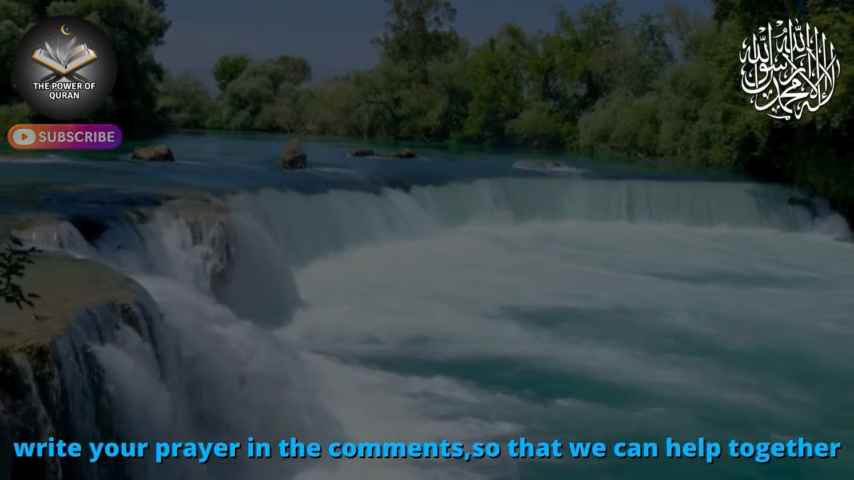 THE POWER OF
QURAN
SUBSCRIBE
لا إله إلا الله محمد رسول الله
write your prayer in the comments,so that we can help together